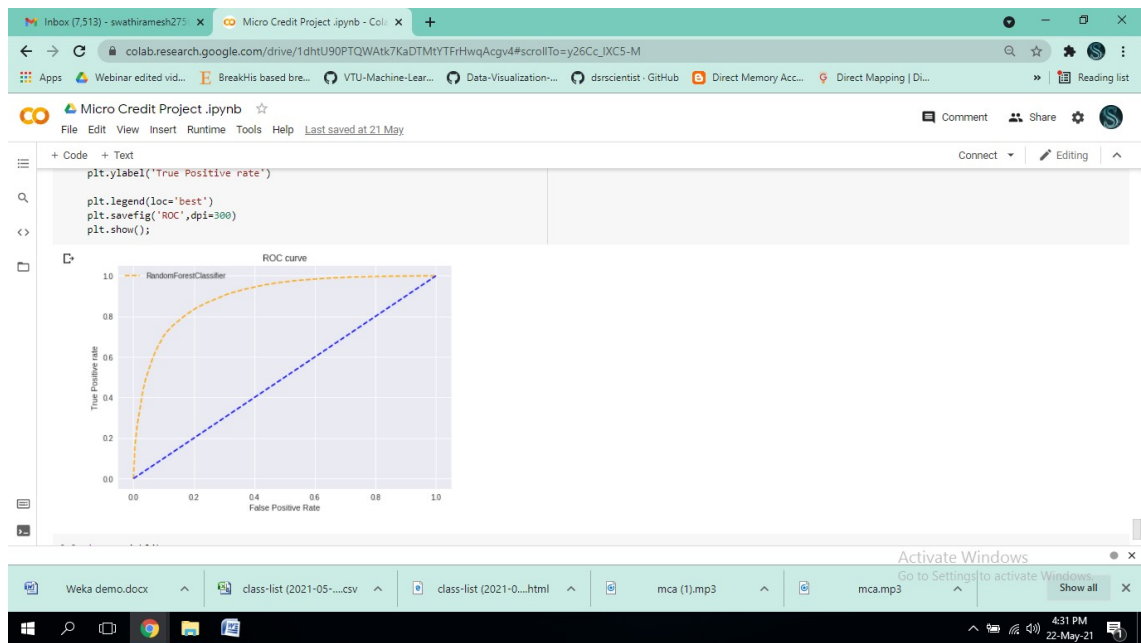 Inbox (7,513) - swathiramesh275
Micro Credit Project .ipynb - Cola
colab.research.google.com/drive/1dhtU90PTQWAtk7KaDTMtYTFrHwqAcgv4#scrollTo=y26Cc_lXC5-M
Apps Webinar edited vid... BreakHis based bre... VTU-Machine-Lear... Data-Visualization-... dsrscientist - GitHub Direct Memory Acc... Direct Mapping | Di... » Reading list
Micro Credit Project .ipynb
Comment Share
File Edit View Insert Runtime Tools Help Last saved at 21 May
+ Code + Text Connect Editing
plt.ylabel('True Positive rate')
plt.legend(loc='best')
plt.savefig('ROC',dpi=300)
plt.show();
ROC curve
RandomForestClassifier
1.0
0.8
0.6
0.4
0.2
0.0
True Positive rate
0.0 0.2 0.4 0.6 0.8 1.0
False Positive Rate
Activate Windows
Go to Settings to activate Windows.
Weka demo.docx class-list (2021-05-....csv class-list (2021-0....html mca (1).mp3 mca.mp3 Show all
4:31 PM
22-May-21